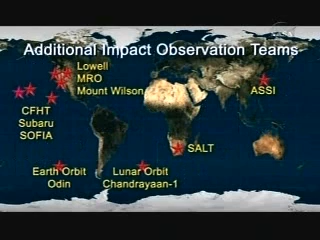 Additional Impact Observation Teams
Lowell
MRO
Mount Wilson
ASSI
CFHT
Subaru
SOFIA
SALT
Earth Orbit
Odin
Lunar Orbit
Chandrayaan-1